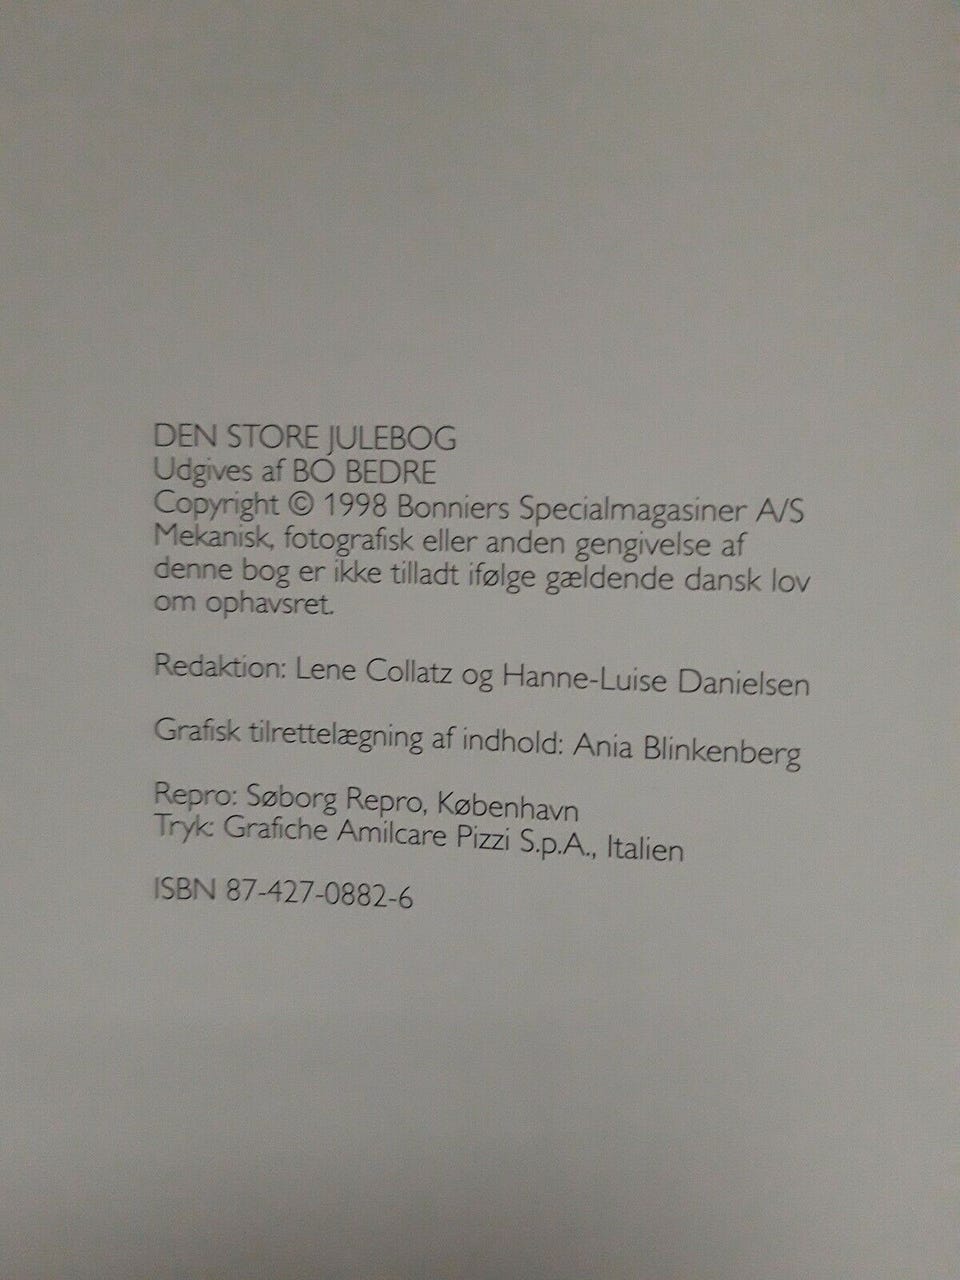 DEN STORE JULEBOG
Udgives af BO BEDRE
Copyright © 1998 Bonniers Specialmagasiner A/S
Mekanisk, fotografisk eller anden gengivelse af
denne bog er ikke tilladt ifølge gældende dansk lov
om ophavsret.
Redaktion: Lene Collatz og Hanne-Luise Danielsen
Grafisk tilrettelægning af indhold: Ania Blinkenberg
Repro: Søborg Repro, København
Tryk: Grafiche Amilcare Pizzi S.p.A., Italien
ISBN 87-427-0882-6